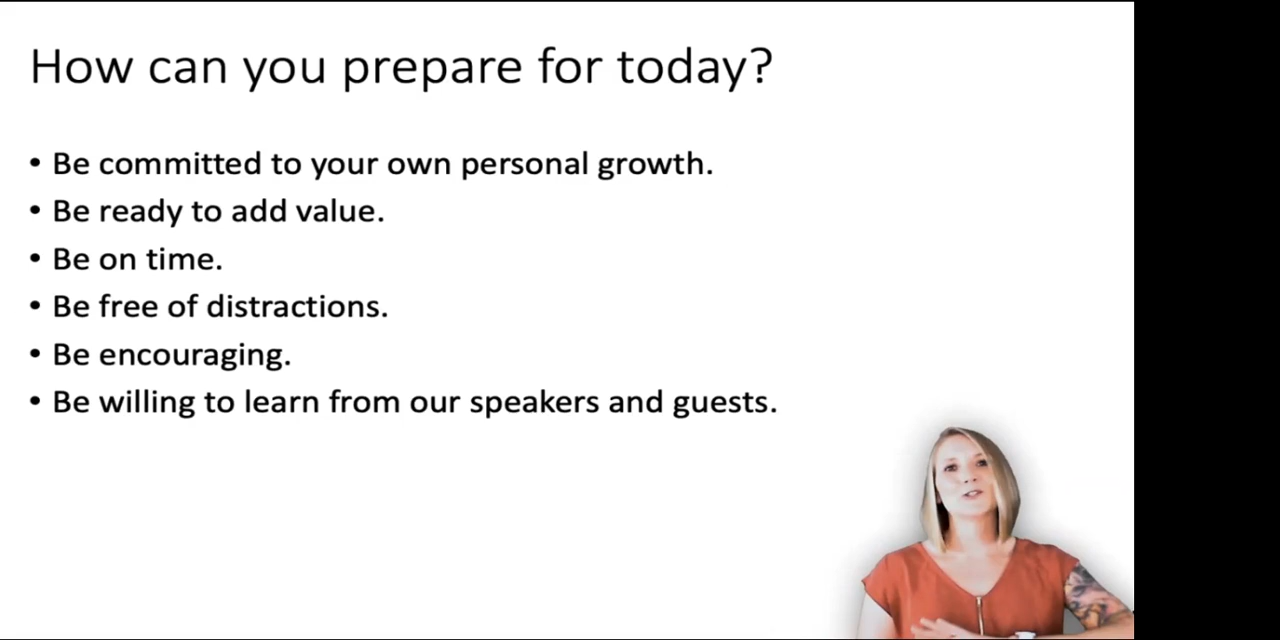 How can you prepare for today?
• Be committed to your own personal growth.
• Be ready to add value.
• Be on time.
• Be free of distractions.
• Be encouraging.
• Be willing to learn from our speakers and guests.